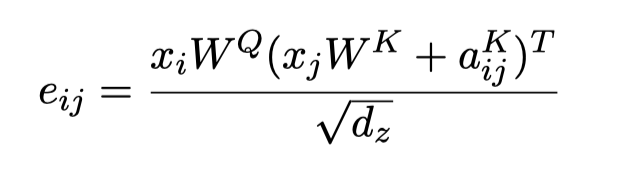 $e_{ij} = \frac{x_i W^Q (x_j W^K + a_{ij}^K)^T}{\sqrt{d_z}}$